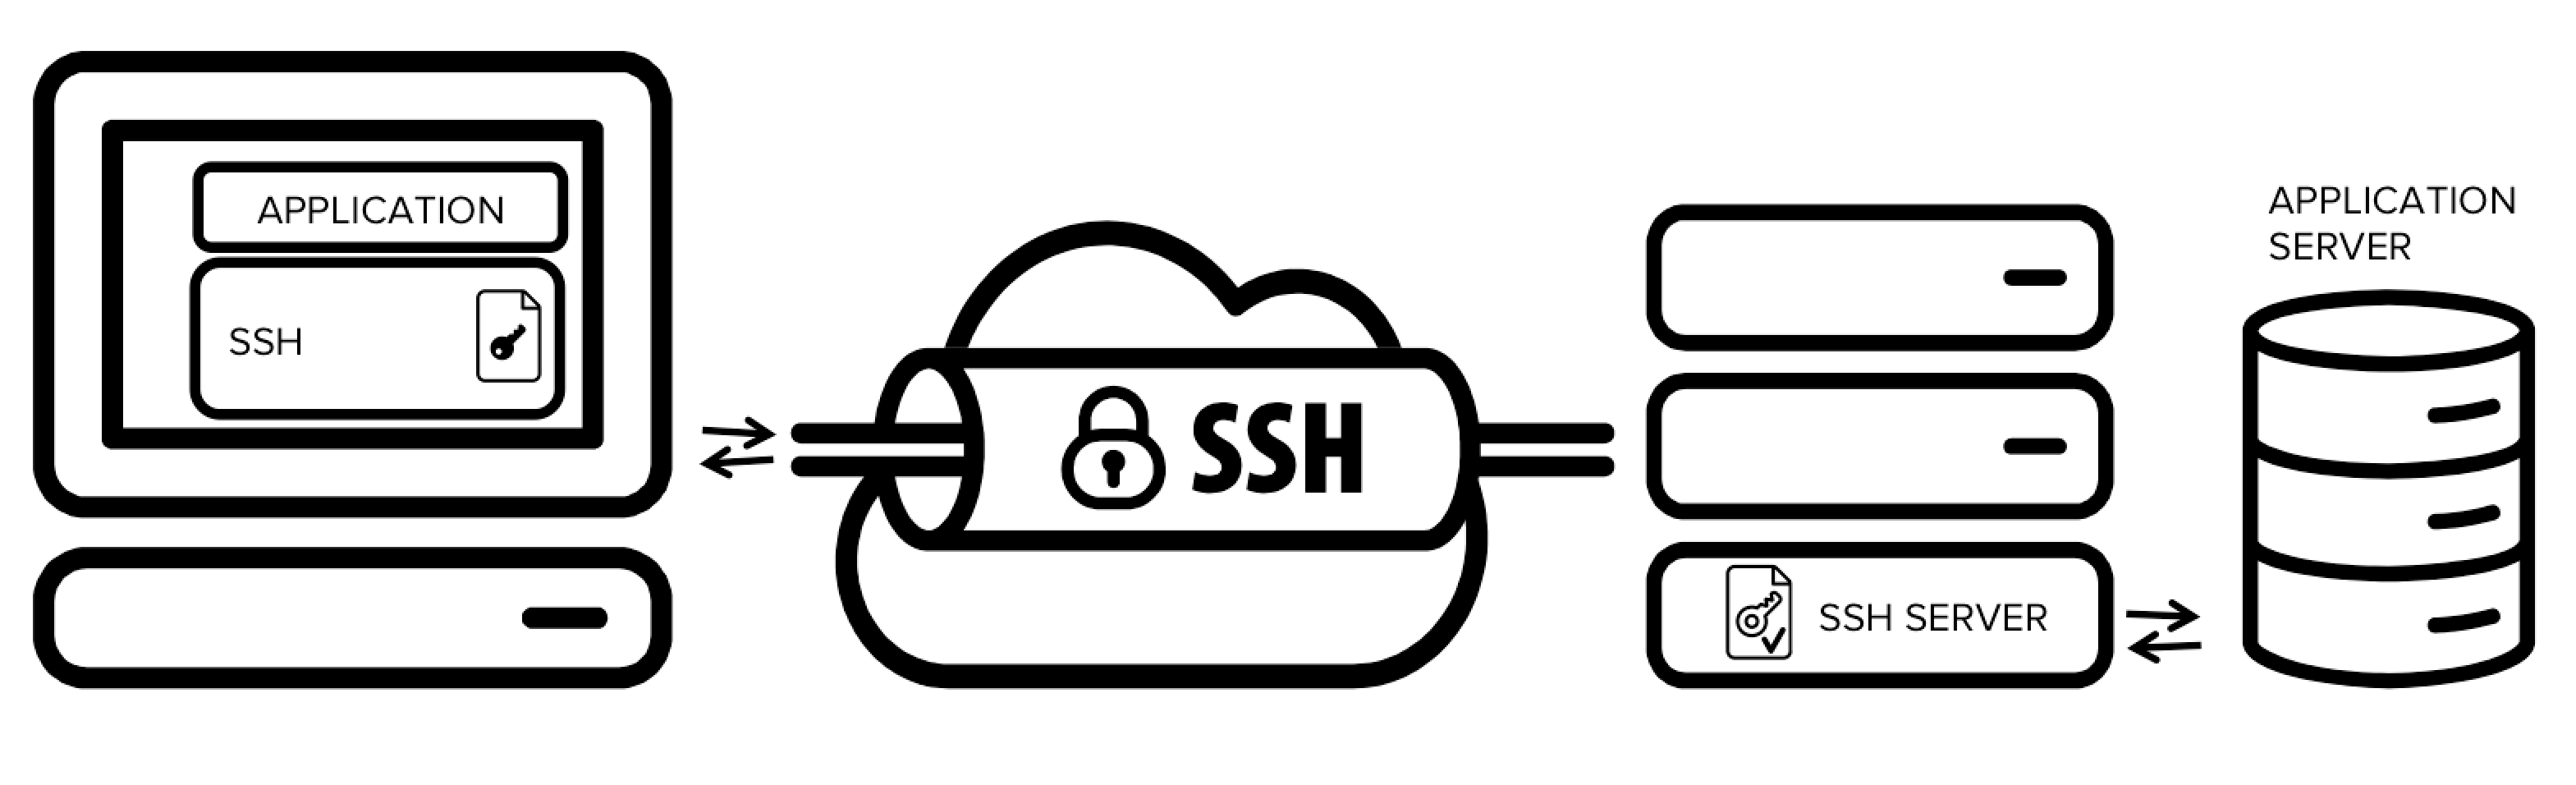 APPLICATION
SSH
SSH
SSH SERVER
APPLICATION
SERVER